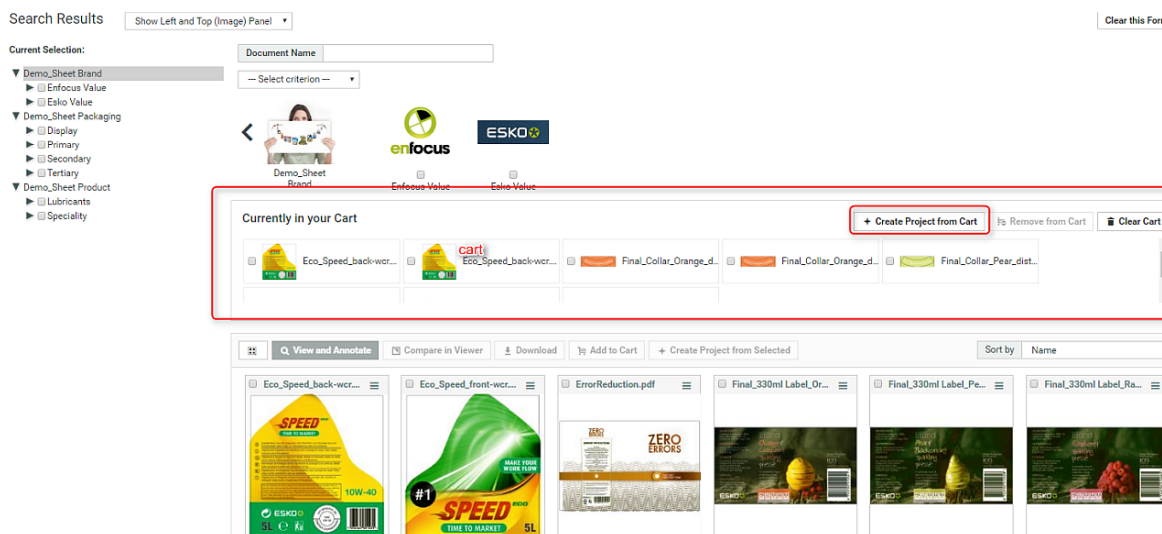 Search Results
Show Left and Top (Image) Panel
Clear this For
Current Selection:
Demo_Sheet Brand
Enfocus Value
Esko Value
Demo_Sheet Packaging
Display
Primary
Secondary
Tertiary
Demo_Sheet Product
Lubricants
Speciality
Document Name
--- Select criterion ---
Demo_Sheet
Brand
enfocus
Enfocus Value
ESKO
Esko Value
Currently in your Cart
Create Project from Cart
Remove from Cart
Clear Cart
Eco_Speed_back-wcr...
cart
Eco_Speed_back-wcr...
Final_Collar_Orange_d...
Final_Collar_Orange_d...
Final_Collar_Pear_dist...
View and Annotate
Compare in Viewer
Download
Add to Cart
Create Project from Selected
Sort by
Name
Eco_Speed_back-wcr....
Eco_Speed_front-wcr....
ErrorReduction.pdf
Final_330ml Label_Or...
Final_330ml Label_Pe...
Final_330ml Label_Ra...
SPEED ECO
TIME TO MARKET
10W-40
ESKO
5L
MAKE YOUR
WORK FLOW
#1
SPEED ECO
TIME TO MARKET
5L
ZERO
ERRORS
ZERO
ERRORS
ESKO
ESKO
ESKO